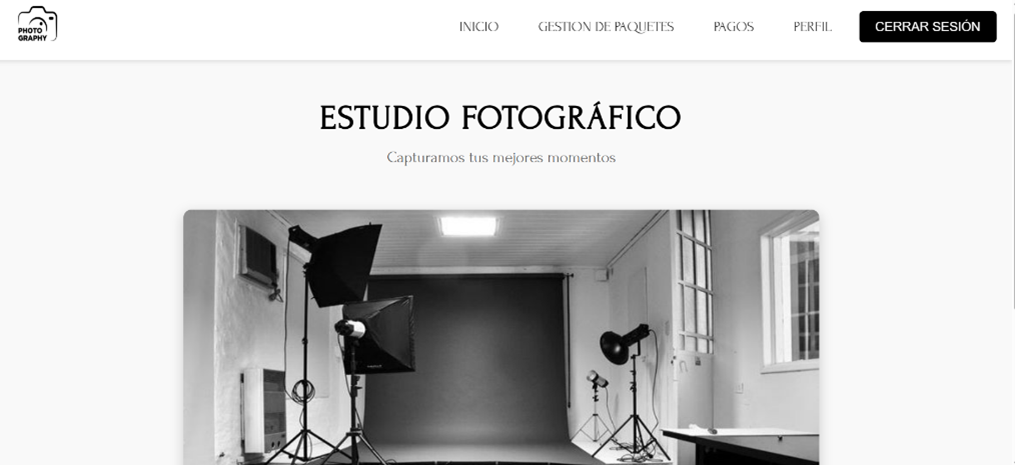 PHOTO
GRAPHY
INICIO GESTION DE PAQUETES PAGOS PERFIL CERRAR SESIÓN
ESTUDIO FOTOGRÁFICO
Capturamos tus mejores momentos